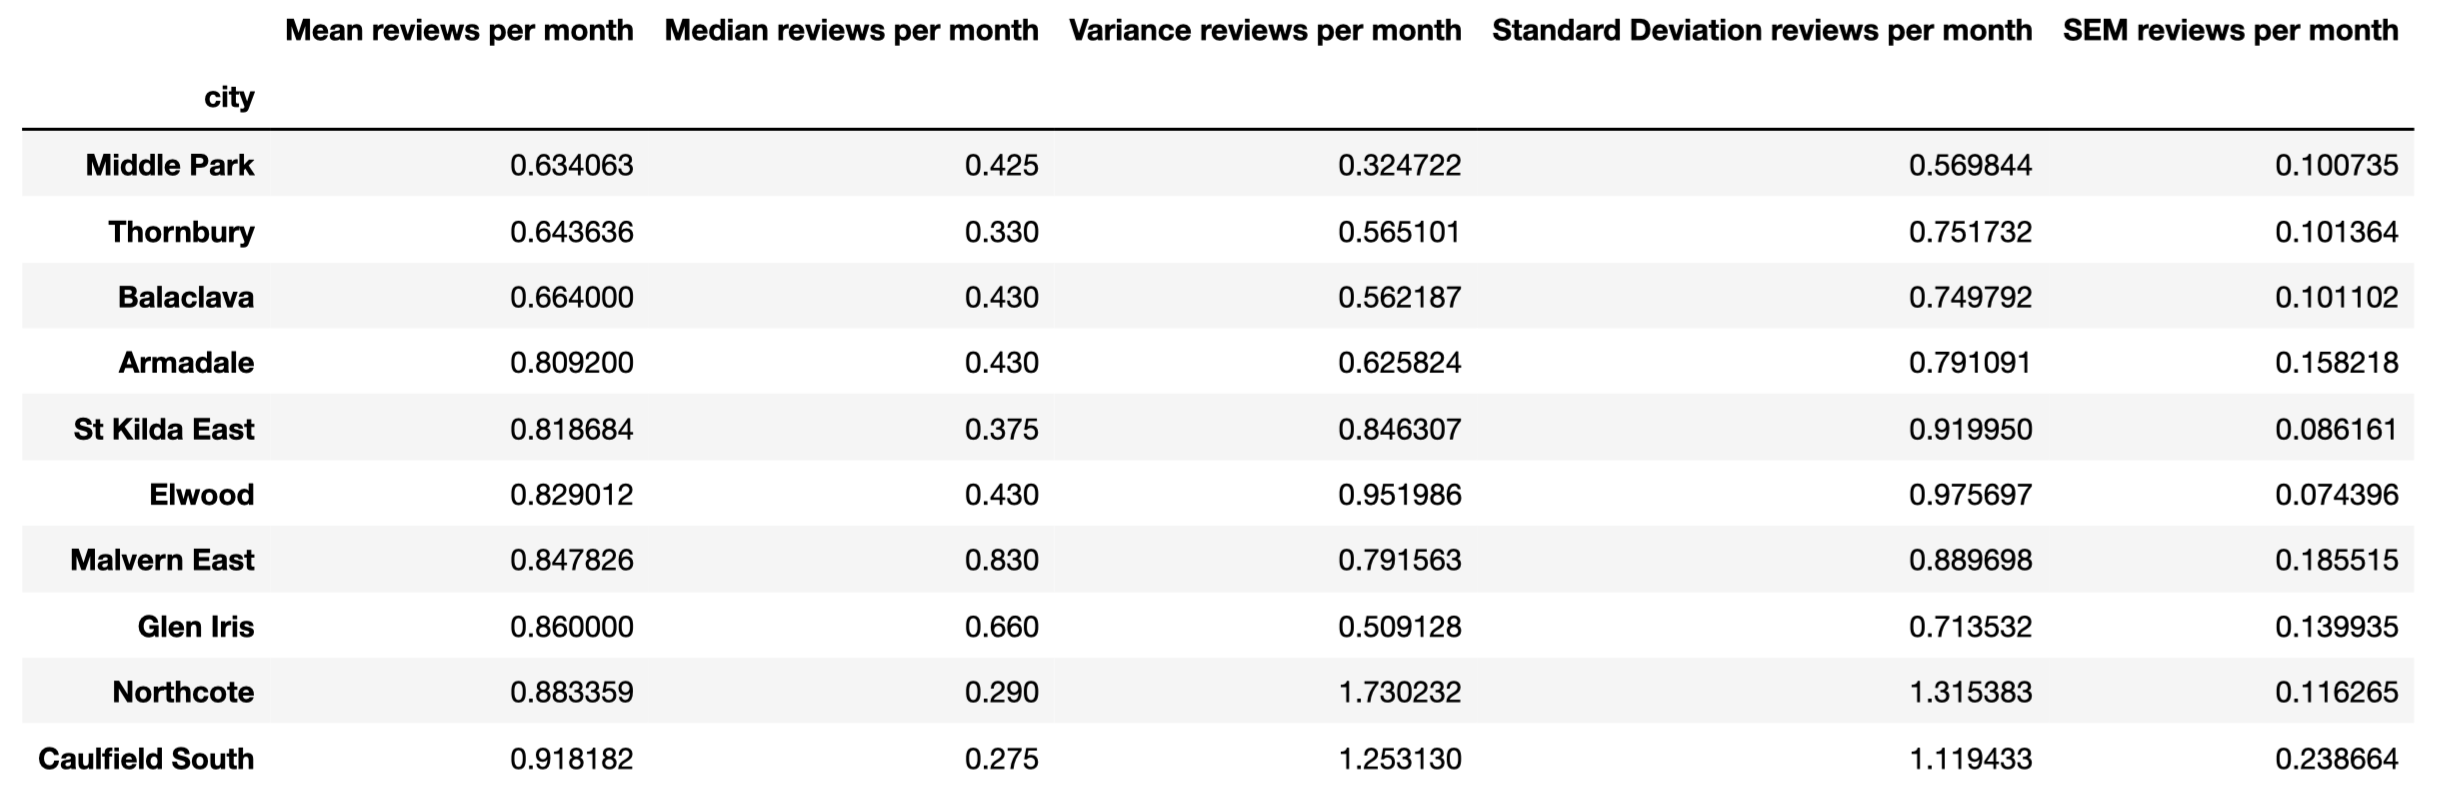 Mean reviews per month Median reviews per month Variance reviews per month Standard Deviation reviews per month SEM reviews per month
city
Middle Park 0.634063 0.425 0.324722 0.569844 0.100735
Thornbury 0.643636 0.330 0.565101 0.751732 0.101364
Balaclava 0.664000 0.430 0.562187 0.749792 0.101102
Armadale 0.809200 0.430 0.625824 0.791091 0.158218
St Kilda East 0.818684 0.375 0.846307 0.919950 0.086161
Elwood 0.829012 0.430 0.951986 0.975697 0.074396
Malvern East 0.847826 0.830 0.791563 0.889698 0.185515
Glen Iris 0.860000 0.660 0.509128 0.713532 0.139935
Northcote 0.883359 0.290 1.730232 1.315383 0.116265
Caulfield South 0.918182 0.275 1.253130 1.119433 0.238664